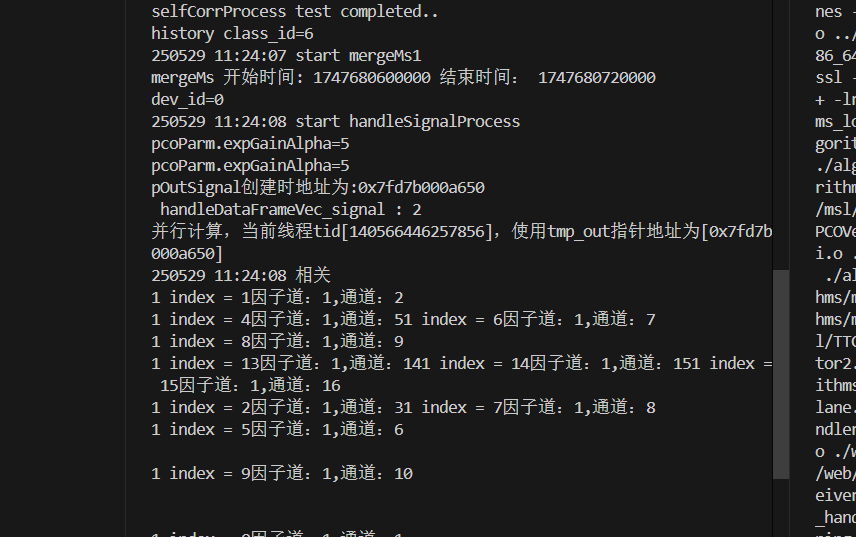 selfCorrProcess test completed..
history class_id=6
250529 11:24:07 start mergeMs1
mergeMs 开始时间: 1747680600000 结束时间： 1747680720000
dev_id=0
250529 11:24:08 start handleSignalProcess
pcoParm.expGainAlpha=5
pcoParm.expGainAlpha=5
pOutSignal创建时地址为:0x7fd7b000a650
handleDataFrameVec_signal : 2
并行计算，当前线程tid[140566446257856]，使用tmp_out指针地址为[0x7fd7b
000a650]
250529 11:24:08 相关
1 index = 1因子道：1,通道：2
1 index = 4因子道：1,通道：51 index = 6因子道：1,通道：7
1 index = 8因子道：1,通道：9
1 index = 13因子道：1,通道：141 index = 14因子道：1,通道：151 index =
15因子道：1,通道：16
1 index = 2因子道：1,通道：31 index = 7因子道：1,通道：8
1 index = 5因子道：1,通道：6
1 index = 9因子道：1,通道：10
nes -
o ../
86_64
ssl -
+ -lr
ms_lo
gorit
./alg
rithm
/msl/
PCOVe
i.o .
./al
hms/m
hms/m
l/TTC
tor2.
ithms
lane.
ndler
o ./w
/web/
eiver
_hand